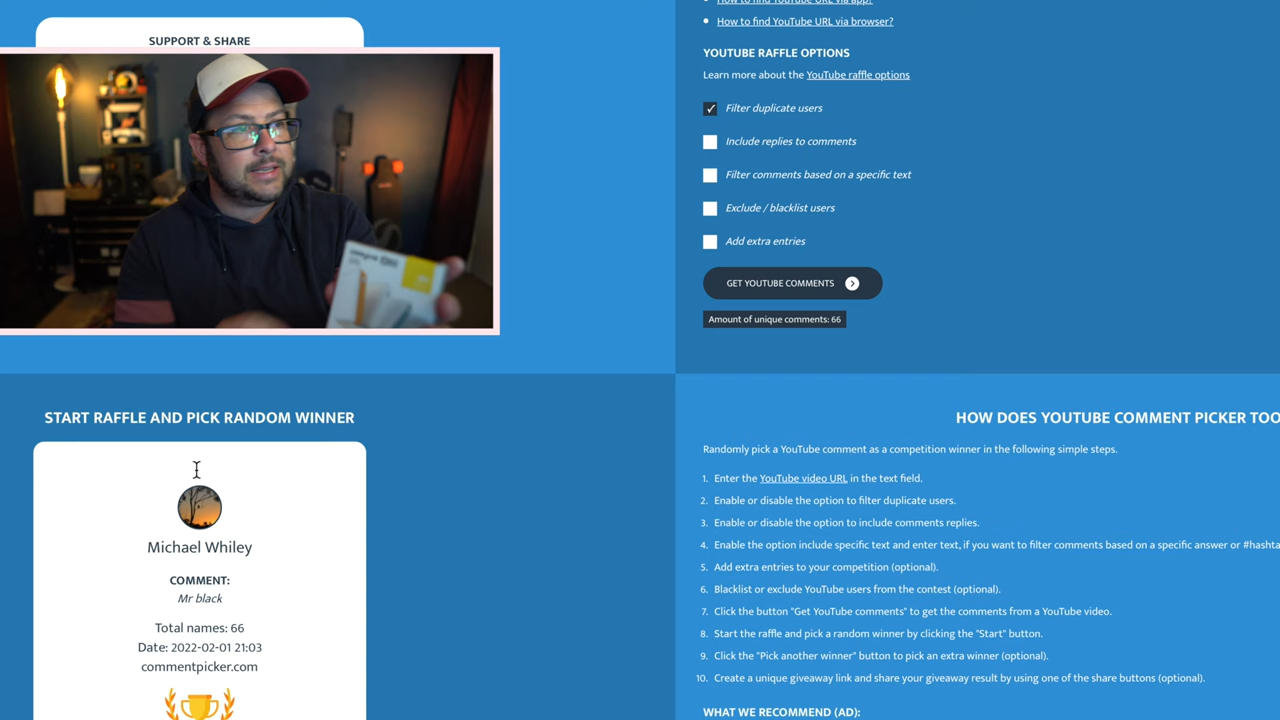 SUPPORT & SHARE
How to find YouTube URL via app?
How to find YouTube URL via browser?
YOUTUBE RAFFLE OPTIONS
Learn more about the YouTube raffle options
Filter duplicate users
Include replies to comments
Filter comments based on a specific text
Exclude / blacklist users
Add extra entries
GET YOUTUBE COMMENTS
Amount of unique comments: 66
START RAFFLE AND PICK RANDOM WINNER
Michael Whiley
COMMENT:
Mr black
Total names: 66
Date: 2022-02-01 21:03
commentpicker.com
HOW DOES YOUTUBE COMMENT PICKER TOO
Randomly pick a YouTube comment as a competition winner in the following simple steps.
1. Enter the YouTube video URL in the text field.
2. Enable or disable the option to filter duplicate users.
3. Enable or disable the option to include comments replies.
4. Enable the option include specific text and enter text, if you want to filter comments based on a specific answer or #hashta
5. Add extra entries to your competition (optional).
6. Blacklist or exclude YouTube users from the contest (optional).
7. Click the button "Get YouTube comments" to get the comments from a YouTube video.
8. Start the raffle and pick a random winner by clicking the "Start" button.
9. Click the "Pick another winner" button to pick an extra winner (optional).
10. Create a unique giveaway link and share your giveaway result by using one of the share buttons (optional).
WHAT WE RECOMMEND (AD):